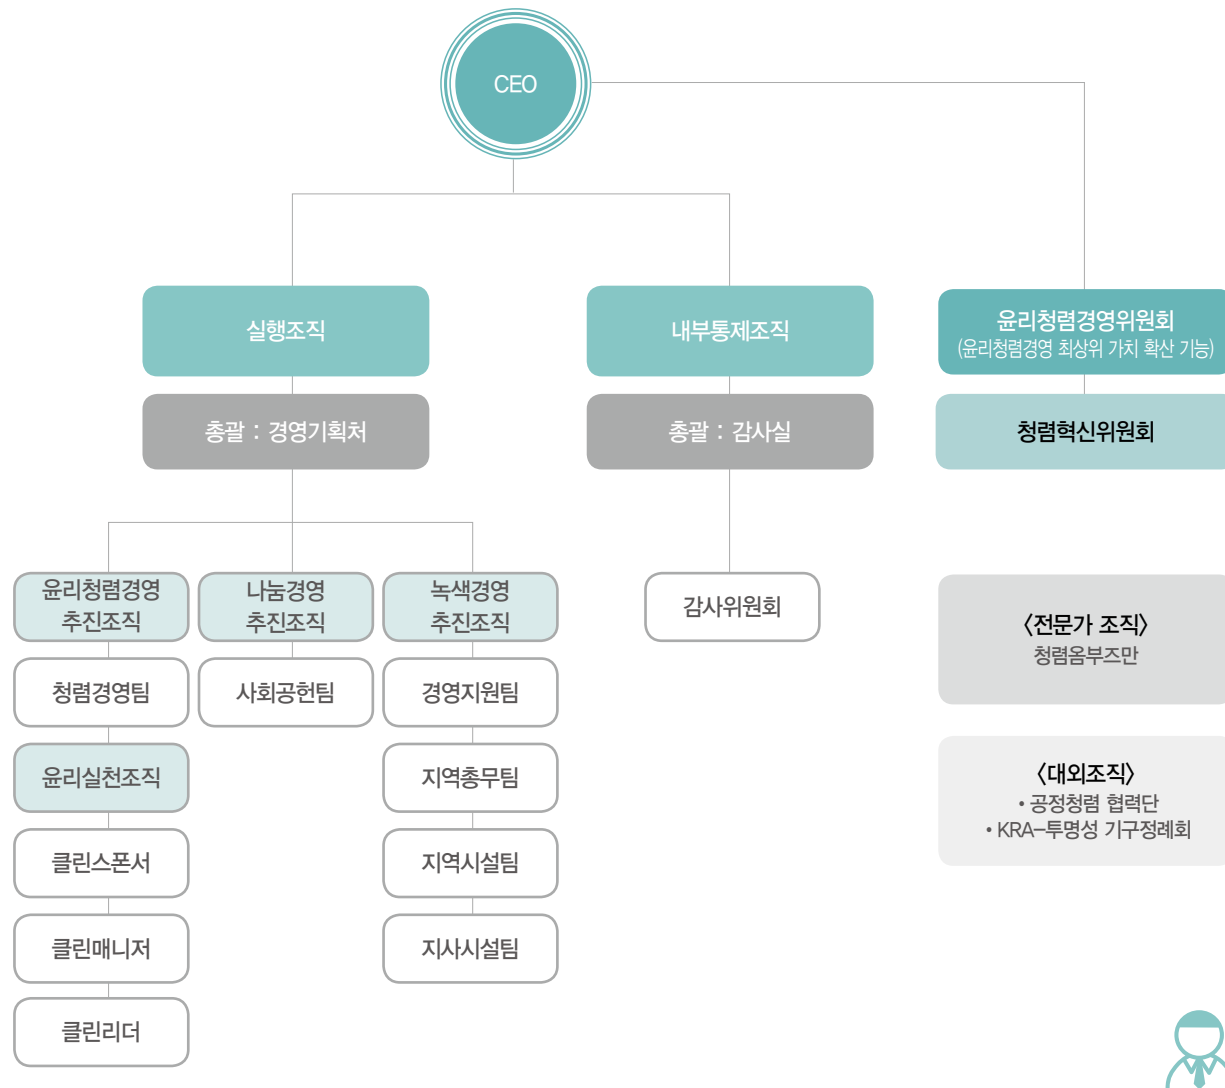 CEO
실행조직
내부통제조직
윤리청렴경영위원회
(윤리청렴경영 최상위 가치 확산 기능)
총괄 : 경영기획처
총괄 : 감사실
청렴혁신위원회
윤리청렴경영
추진조직
나눔경영
추진조직
녹색경영
추진조직
감사위원회
<전문가 조직>
청렴옴부즈만
청렴경영팀
사회공헌팀
경영지원팀
윤리실천조직
지역총무팀
<대외조직>
• 공정청렴 협력단
• KRA-투명성 기구정례회
클린스폰서
지역시설팀
클린매니저
지사시설팀
클린리더